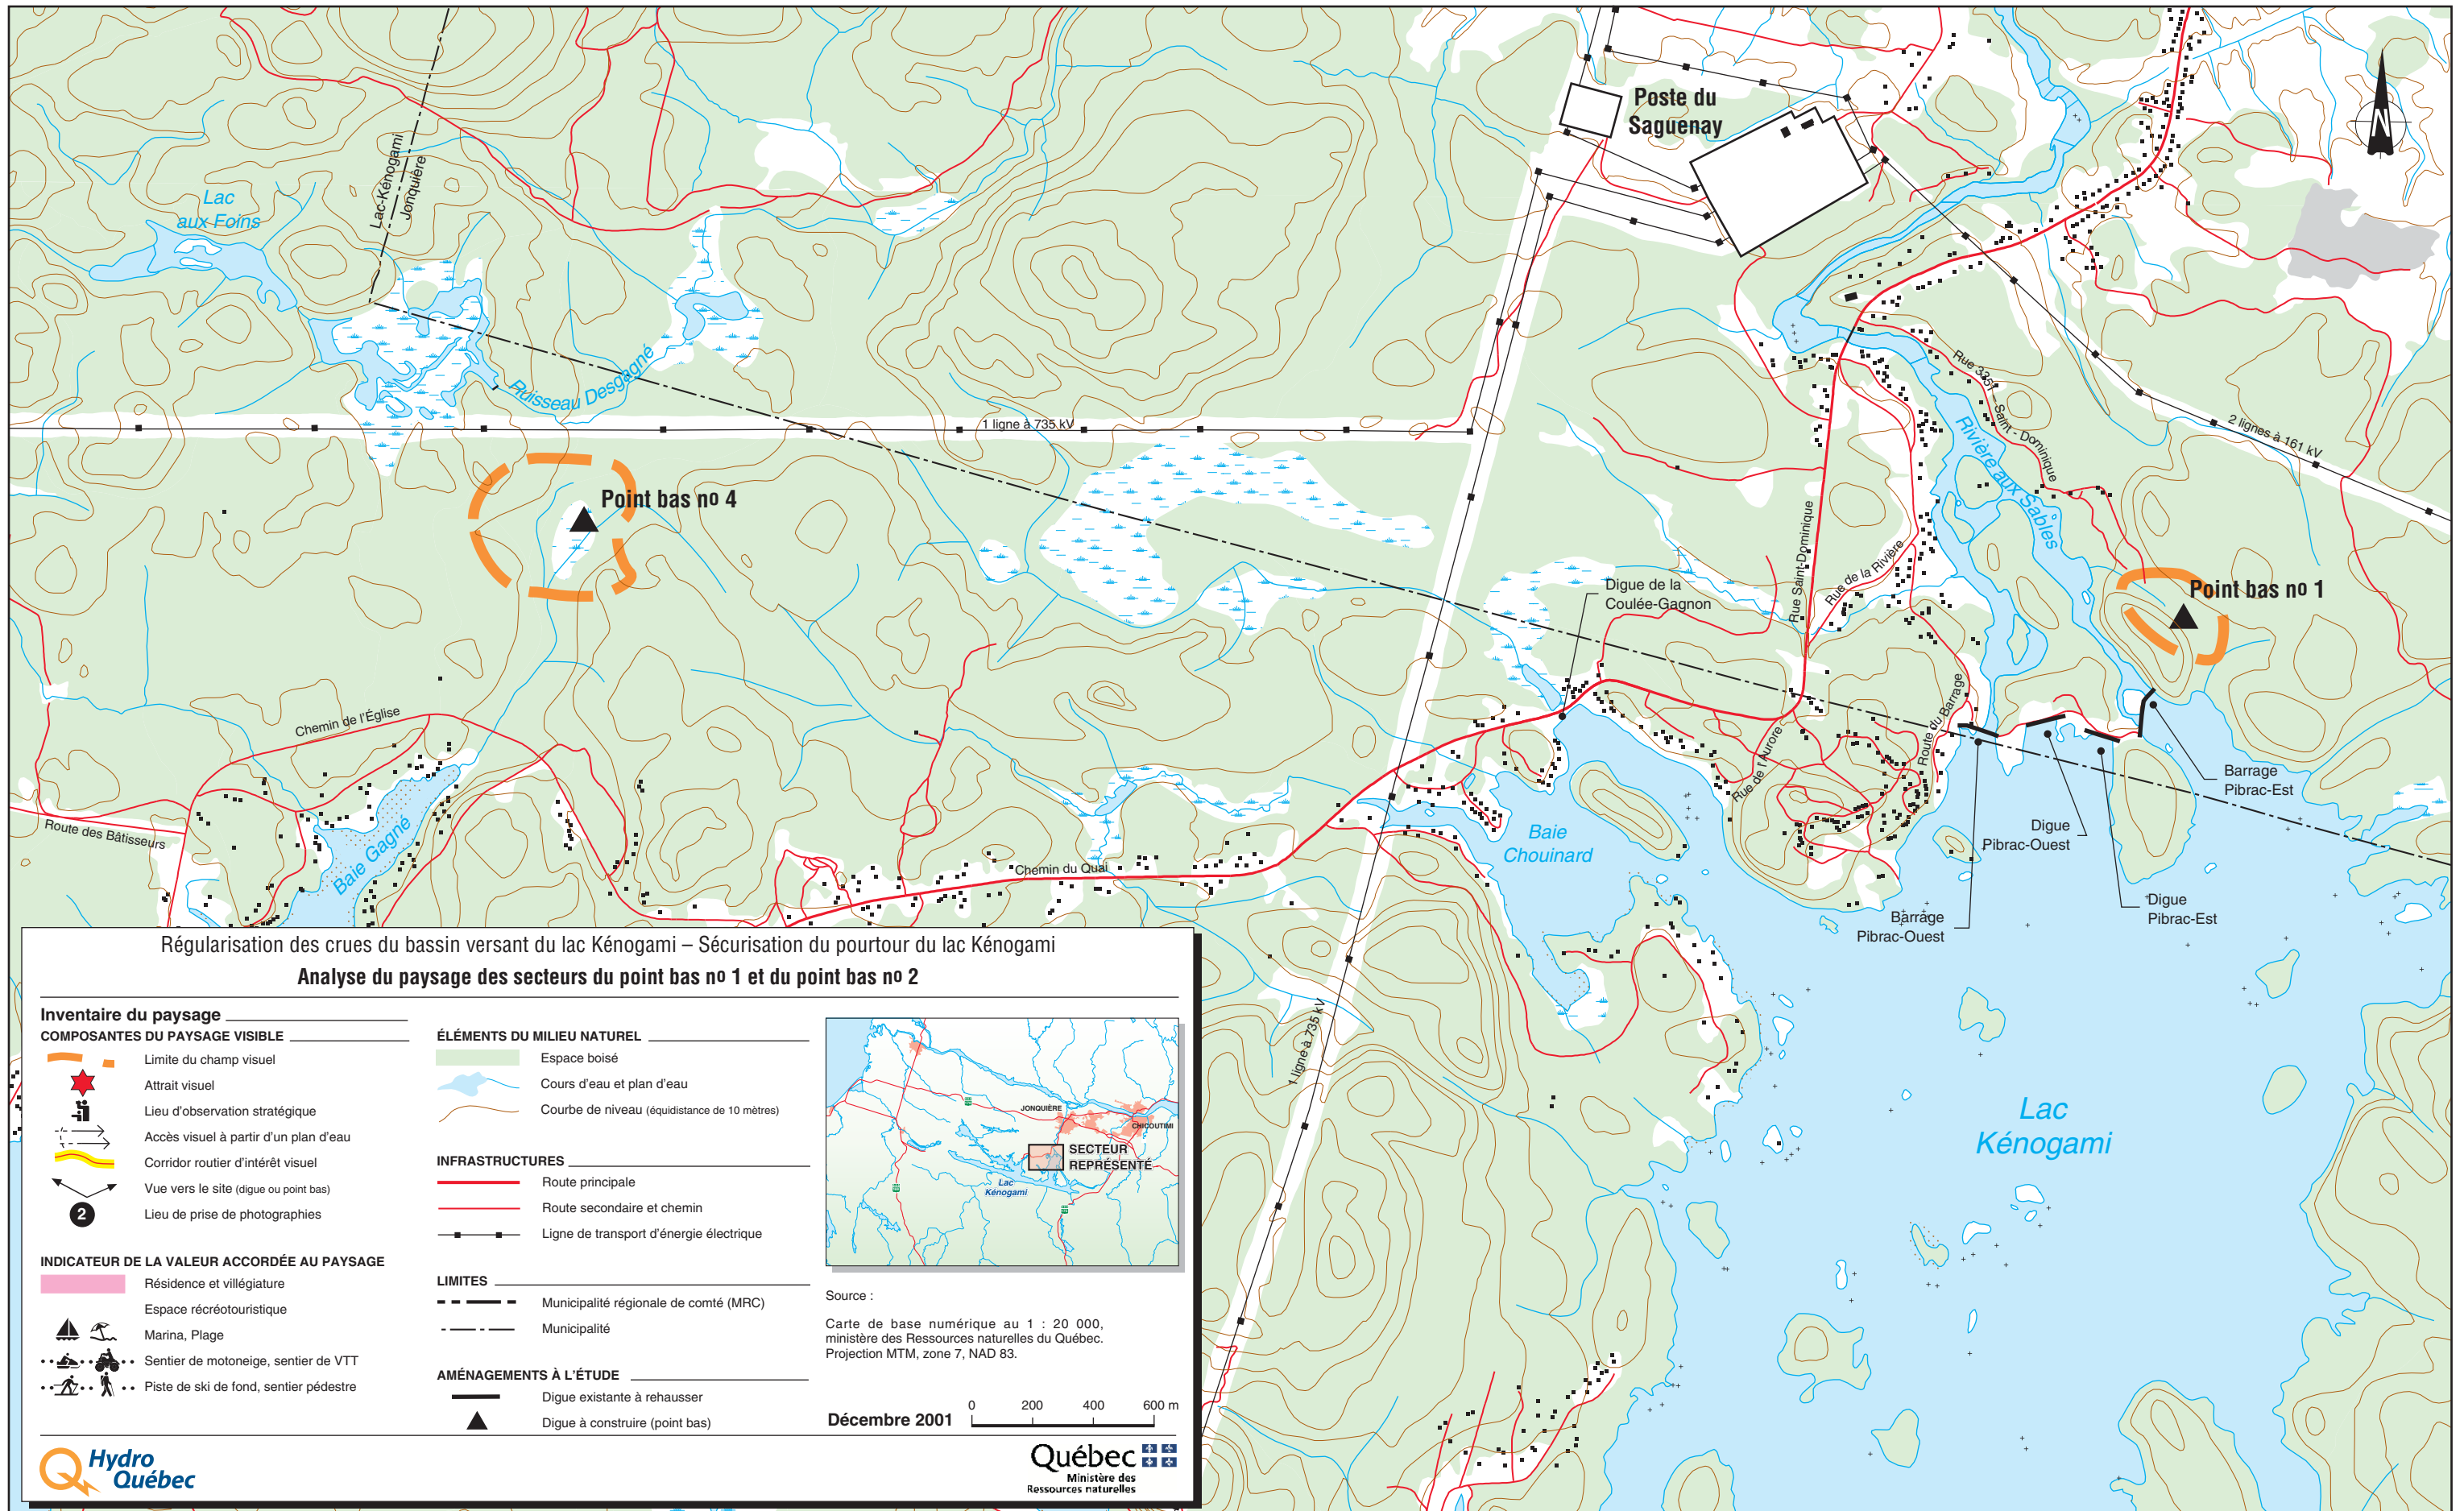 Poste du
Saguenay
Lac-Kénogami
Jonquière
Lac
aux Foins
Ruisseau Desgagné
1 ligne à 735 kV
2 lignes à 161 kV
Rue 335 – Saint - Dominique
Rivière aux Sables
Point bas no 4
Point bas no 1
Rue Saint-Dominique
Rue de la Rivière
Digue de la
Coulée-Gagnon
Route du Barrage
Rue de l'Aurore
Chemin de l'Église
Route des Bâtisseurs
Baie Gagné
Chemin du Quai
Baie
Chouinard
Barrage
Pibrac-Est
Digue
Pibrac-Ouest
Digue
Pibrac-Est
Barrage
Pibrac-Ouest
1 ligne à 735 kV
Lac
Kénogami
N
Régularisation des crues du bassin versant du lac Kénogami – Sécurisation du pourtour du lac Kénogami
Analyse du paysage des secteurs du point bas no 1 et du point bas no 2
Inventaire du paysage
COMPOSANTES DU PAYSAGE VISIBLE
Limite du champ visuel
Attrait visuel
Lieu d'observation stratégique
Accès visuel à partir d'un plan d'eau
Corridor routier d'intérêt visuel
Vue vers le site (digue ou point bas)
2 Lieu de prise de photographies
INDICATEUR DE LA VALEUR ACCORDÉE AU PAYSAGE
Résidence et villégiature
Espace récréotouristique
Marina, Plage
Sentier de motoneige, sentier de VTT
Piste de ski de fond, sentier pédestre
ÉLÉMENTS DU MILIEU NATUREL
Espace boisé
Cours d'eau et plan d'eau
Courbe de niveau (équidistance de 10 mètres)
INFRASTRUCTURES
Route principale
Route secondaire et chemin
Ligne de transport d'énergie électrique
LIMITES
Municipalité régionale de comté (MRC)
Municipalité
AMÉNAGEMENTS À L'ÉTUDE
Digue existante à rehausser
Digue à construire (point bas)
JONQUIÈRE
CHICOUTIMI
SECTEUR
REPRÉSENTÉ
Lac
Kénogami
Source :
Carte de base numérique au 1 : 20 000,
ministère des Ressources naturelles du Québec.
Projection MTM, zone 7, NAD 83.
Décembre 2001
0 200 400 600 m
Hydro
Québec
Québec
Ministère des
Ressources naturelles